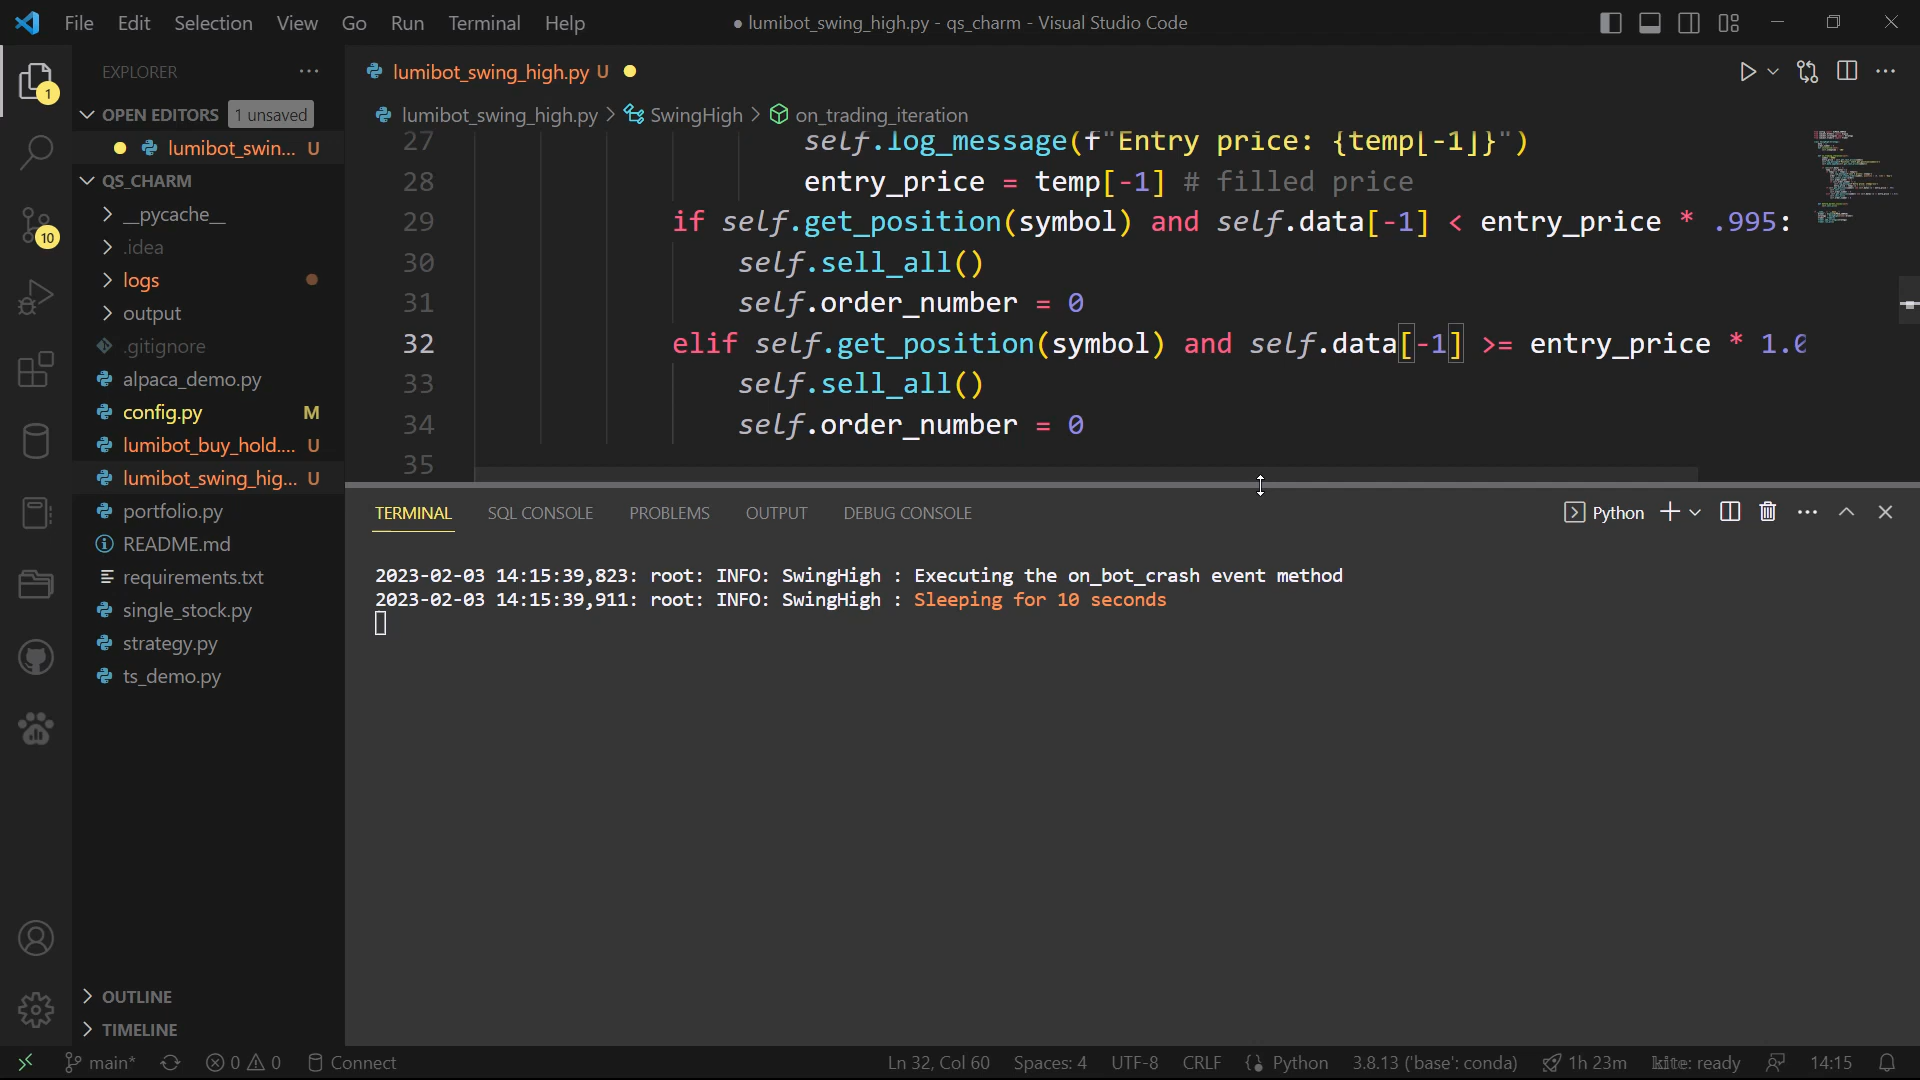 File Edit Selection View Go Run Terminal Help
● lumibot_swing_high.py - qs_charm - Visual Studio Code
EXPLORER
OPEN EDITORS 1 unsaved
lumibot_swin... U
QS_CHARM
__pycache__
.idea
logs
output
.gitignore
alpaca_demo.py
config.py M
lumibot_buy_hold.... U
lumibot_swing_hig... U
portfolio.py
README.md
requirements.txt
single_stock.py
strategy.py
ts_demo.py
OUTLINE
TIMELINE
1
10
lumibot_swing_high.py U
lumibot_swing_high.py > SwingHigh > on_trading_iteration
27 self.log_message(f"Entry price: {temp[-1]}")
28 entry_price = temp[-1] # filled price
29 if self.get_position(symbol) and self.data[-1] < entry_price * .995:
30 self.sell_all()
31 self.order_number = 0
32 elif self.get_position(symbol) and self.data[-1] >= entry_price * 1.0
33 self.sell_all()
34 self.order_number = 0
35
TERMINAL SQL CONSOLE PROBLEMS OUTPUT DEBUG CONSOLE
Python
2023-02-03 14:15:39,823: root: INFO: SwingHigh : Executing the on_bot_crash event method
2023-02-03 14:15:39,911: root: INFO: SwingHigh : Sleeping for 10 seconds
main* 0 0 Connect
Ln 32, Col 60 Spaces: 4 UTF-8 CRLF Python 3.8.13 ('base': conda) 1h 23m kite: ready 14:15